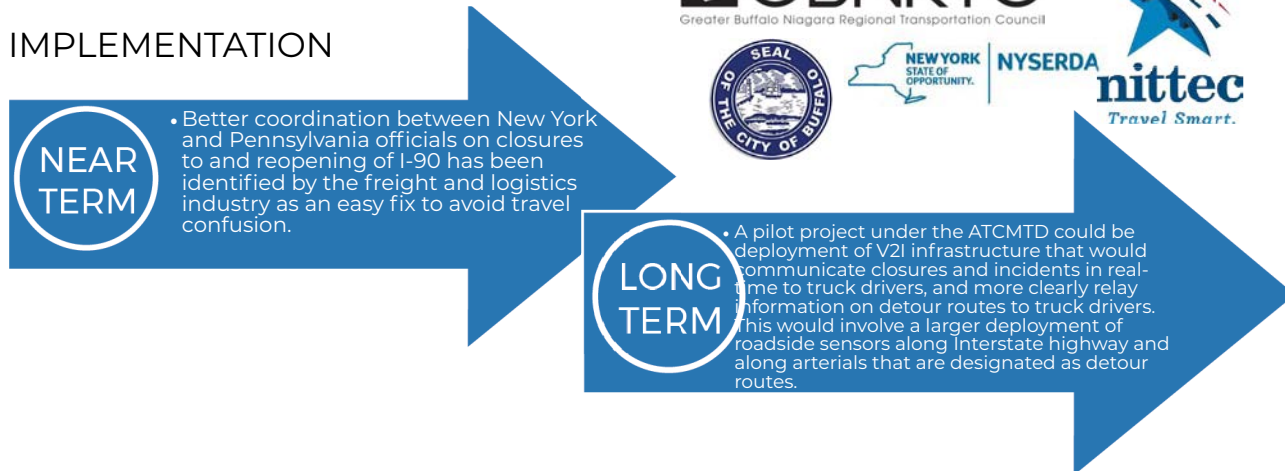 IMPLEMENTATION
Greater Buffalo Niagara Regional Transportation Council
SEAL
OF THE CITY OF BUFFALO
NEW YORK
STATE OF
OPPORTUNITY.
NYSERDA
nittec
Travel Smart.
NEAR
TERM
• Better coordination between New York
and Pennsylvania officials on closures
to and reopening of I-90 has been
identified by the freight and logistics
industry as an easy fix to avoid travel
confusion.
LONG
TERM
• A pilot project under the ATCMTD could be
deployment of V2I infrastructure that would
communicate closures and incidents in real-
time to truck drivers, and more clearly relay
information on detour routes to truck drivers.
This would involve a larger deployment of
roadside sensors along Interstate highway and
along arterials that are designated as detour
routes.